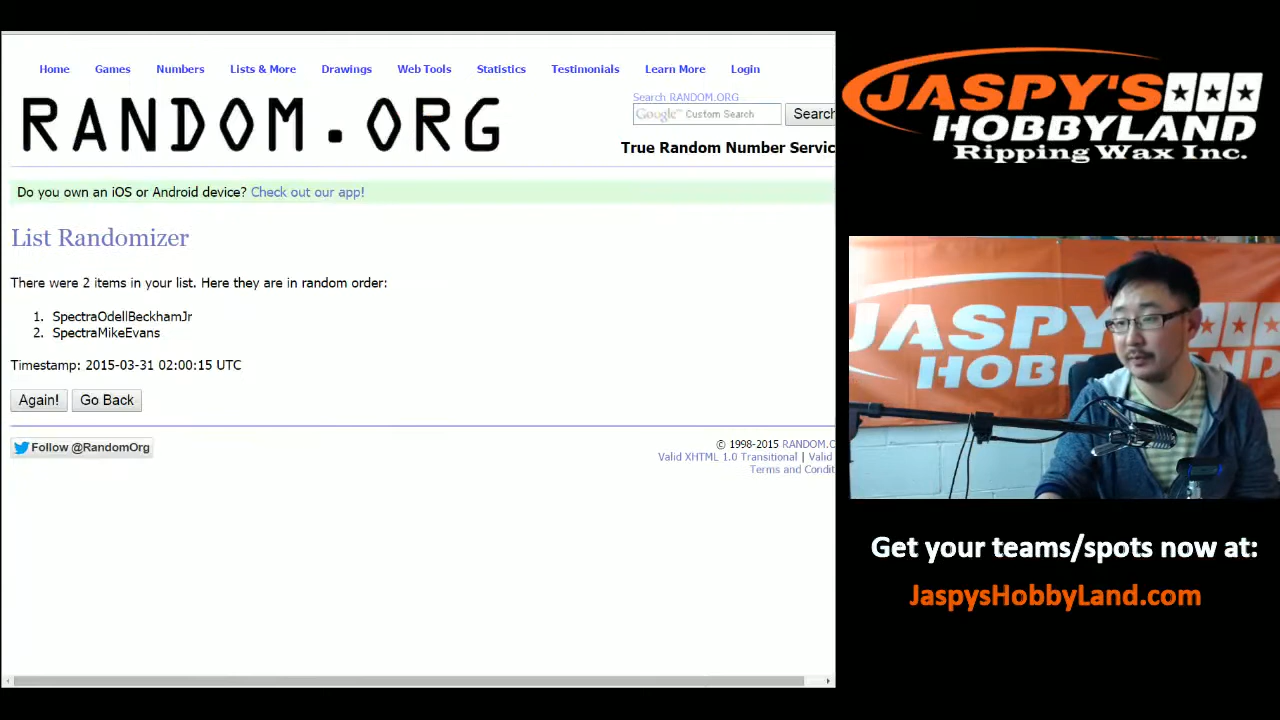 Home Games Numbers Lists & More Drawings Web Tools Statistics Testimonials Learn More Login
RANDOM.ORG
Search RANDOM.ORG
Google™ Custom Search
Search
True Random Number Servic
Do you own an iOS or Android device? Check out our app!
List Randomizer
There were 2 items in your list. Here they are in random order:
1. SpectraOdellBeckhamJr
2. SpectraMikeEvans
Timestamp: 2015-03-31 02:00:15 UTC
Again! Go Back
Follow @RandomOrg
© 1998-2015 RANDOM.O
Valid XHTML 1.0 Transitional | Valid
Terms and Condit
JASPY'S
HOBBYLAND
Ripping Wax Inc.
JASPY'S
HOBB
Get your teams/spots now at:
JaspysHobbyLand.com